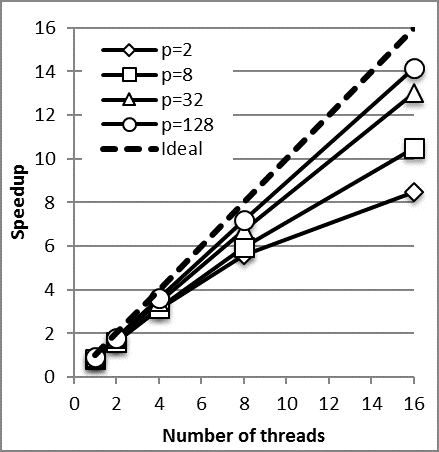 16
14
12
10
8
6
4
2
0
Speedup
p=2
p=8
p=32
p=128
Ideal
0 2 4 6 8 10 12 14 16
Number of threads